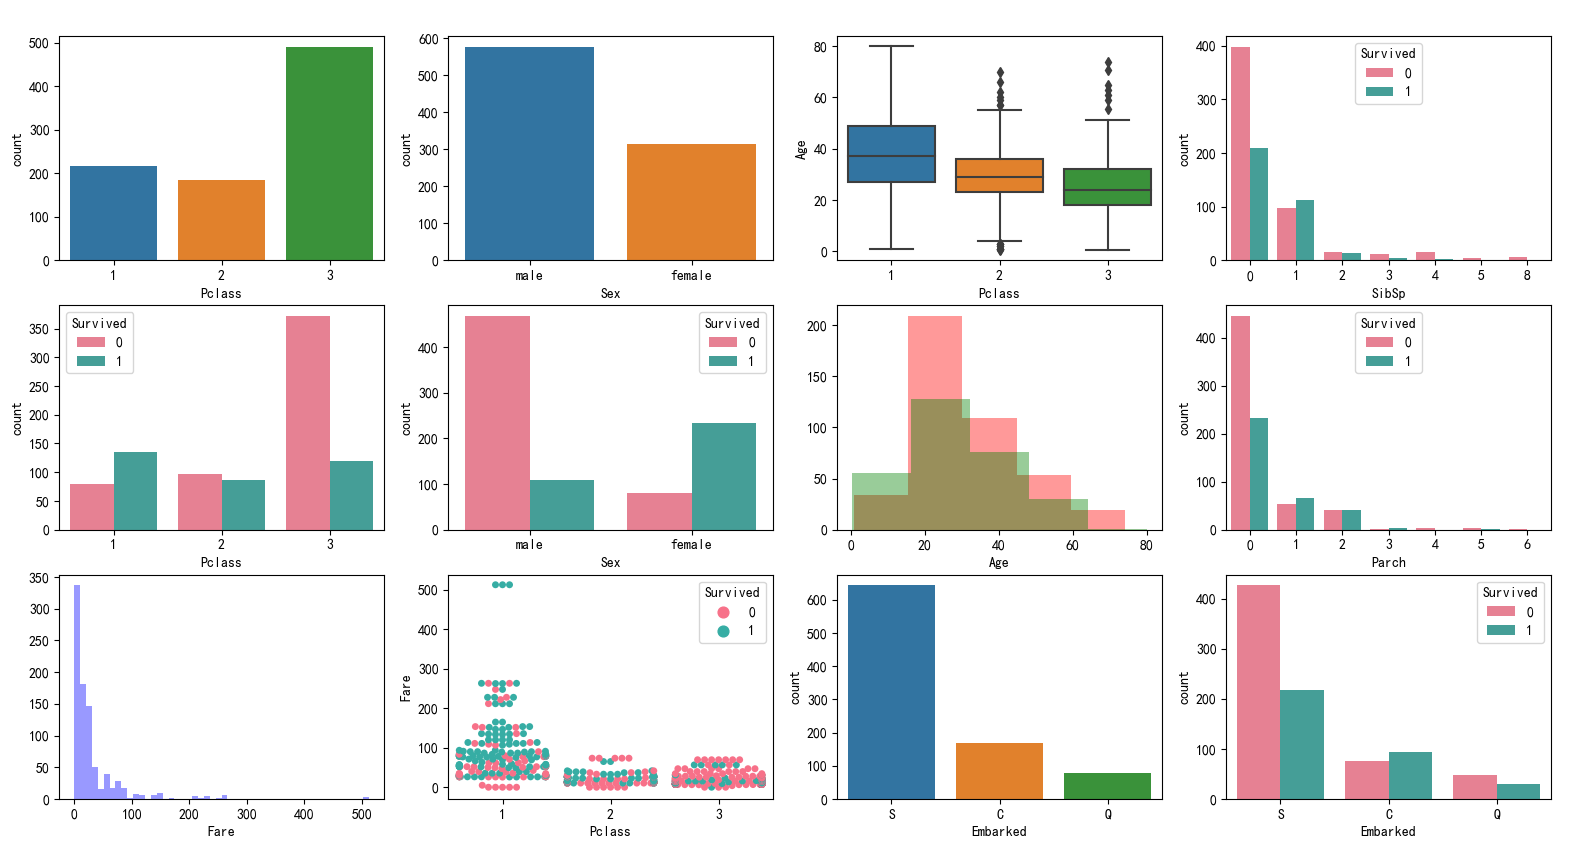 500
400
300
200
100
0
count
1 2 3
Pclass
600
500
400
300
200
100
0
count
male female
Sex
80
60
40
20
0
Age
1 2 3
Pclass
400
300
200
100
0
count
Survived
0
1
0 1 2 3 4 5 8
SibSp
350
300
250
200
150
100
50
0
count
Survived
0
1
1 2 3
Pclass
400
300
200
100
0
count
Survived
0
1
male female
Sex
200
150
100
50
0
0 20 40 60 80
Age
400
300
200
100
0
count
Survived
0
1
0 1 2 3 4 5 6
Parch
350
300
250
200
150
100
50
0
0 100 200 300 400 500
Fare
500
400
300
200
100
0
Fare
Survived
0
1
1 2 3
Pclass
600
500
400
300
200
100
0
count
S C Q
Embarked
400
300
200
100
0
count
Survived
0
1
S C Q
Embarked